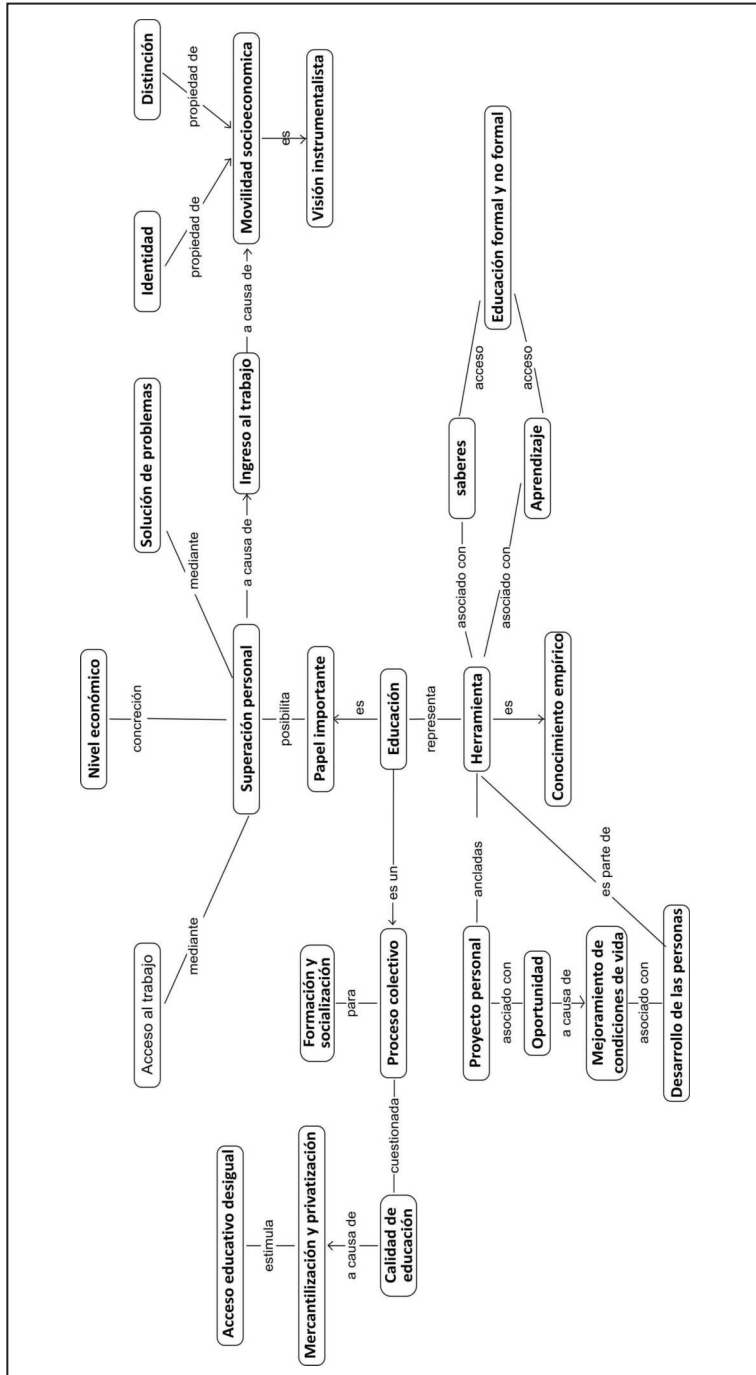 Nivel económico
concreción
Acceso al trabajo
Solución de problemas
Identidad
Distinción
mediante
mediante
propiedad de
propiedad de
Acceso educativo desigual
Superación personal
a causa de
Ingreso al trabajo
a causa de
Movilidad socioeconomica
estimula
posibilita
es
Mercantilización y privatización
Formación y
socialización
Papel importante
Visión instrumentalista
a causa de
para
es
Calidad de
educación
cuestionada
Proceso colectivo
es un
Educación
representa
Proyecto personal
ancladas
Herramienta
asociado con
saberes
acceso
Educación formal y no formal
asociado con
es
asociado con
Aprendizaje
acceso
Oportunidad
a causa de
es parte de
Conocimiento empírico
Mejoramiento de
condiciones de vida
asociado con
Desarrollo de las personas